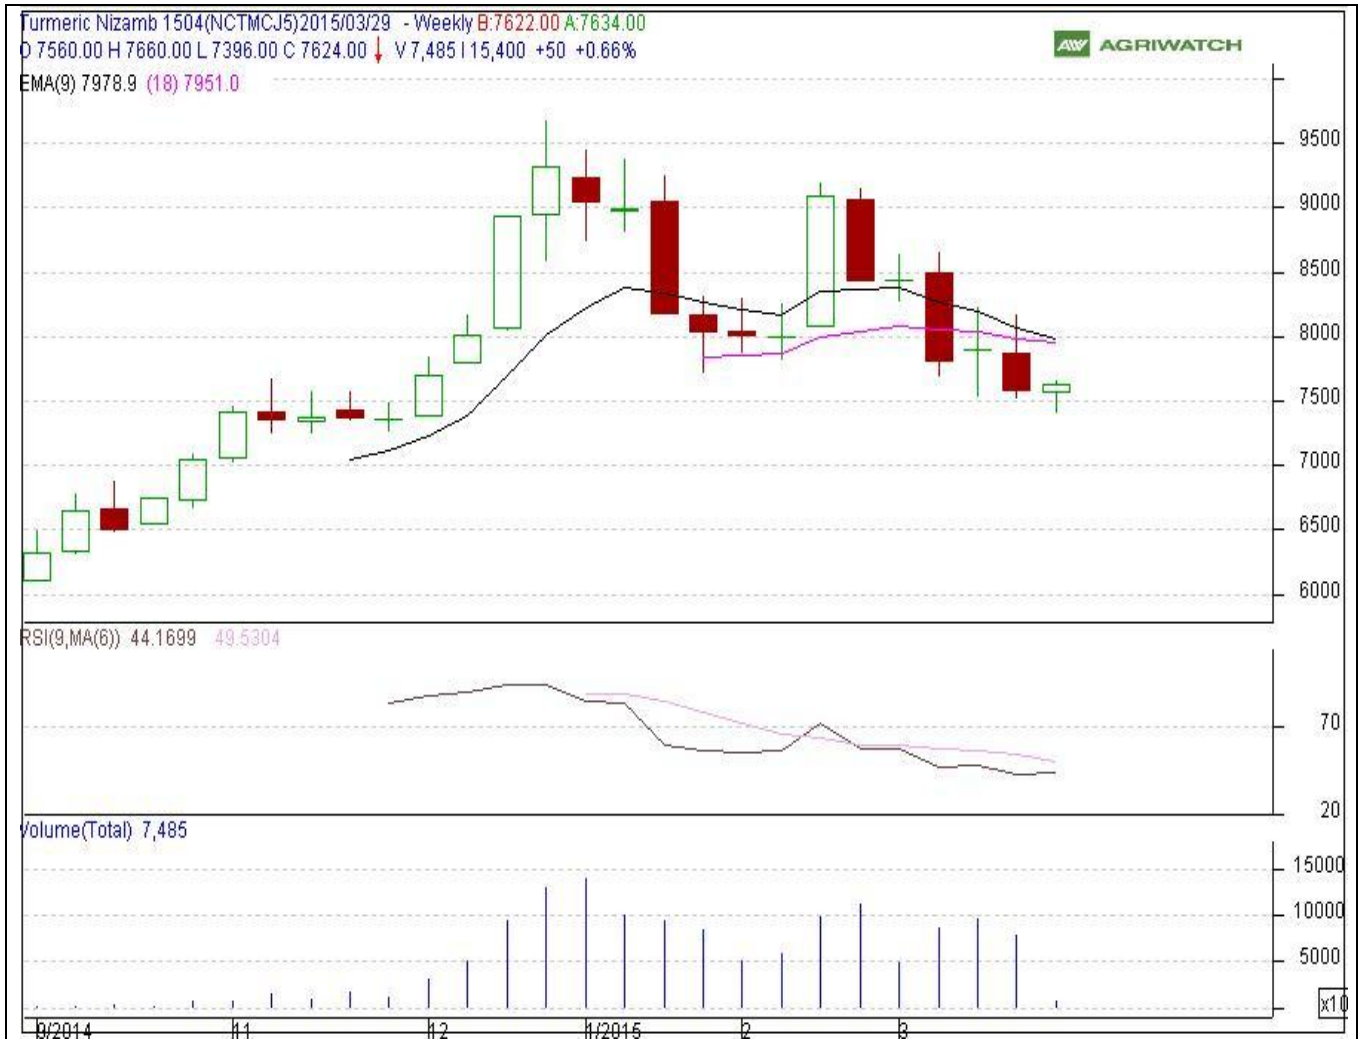 Turmeric Nizamb 1504(NCTMCJ5)2015/03/29 - Weekly B:7622.00 A:7634.00
O 7560.00 H 7660.00 L 7396.00 C 7624.00 ↓ V 7,485 I 15,400 +50 +0.66%
AW AGRIWATCH
EMA(9) 7978.9 (18) 7951.0
9500
9000
8500
8000
7500
7000
6500
6000
RSI(9,MA(6)) 44.1699 49.5304
70
20
Volume(Total) 7,485
15000
10000
5000
x10
9/2014 11 12 1/2015 2 3